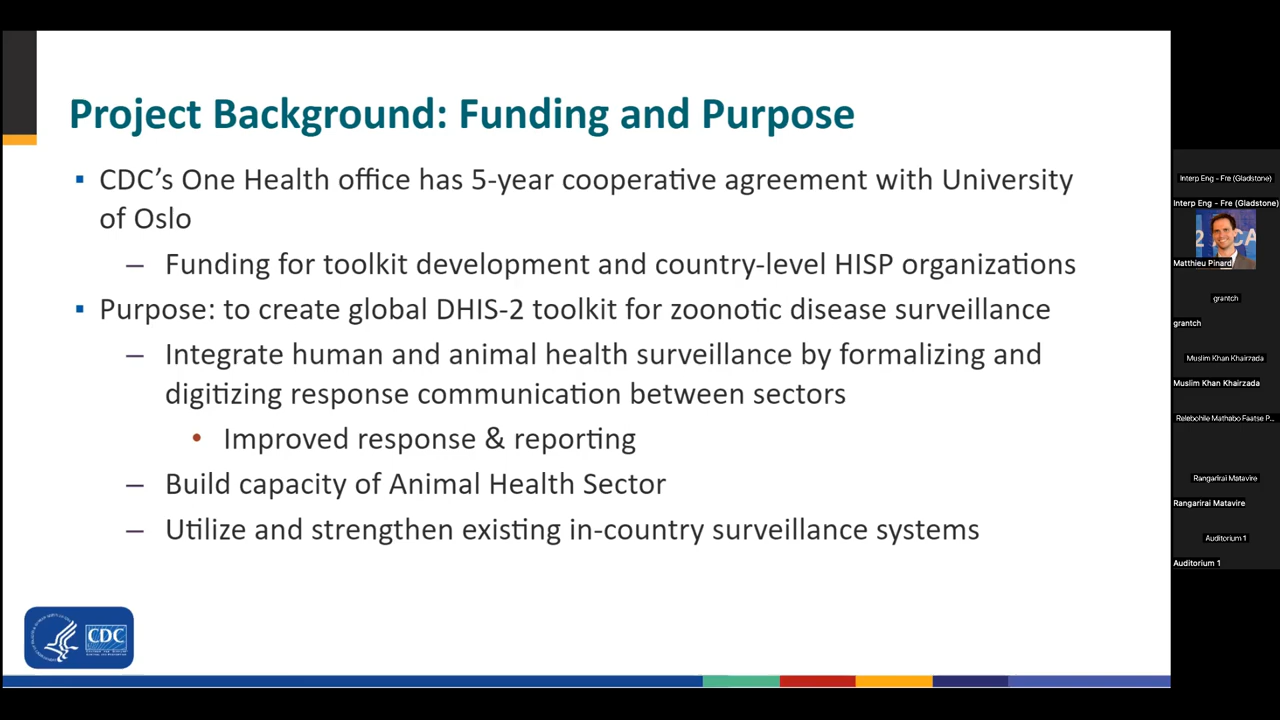 Project Background: Funding and Purpose
▪ CDC’s One Health office has 5-year cooperative agreement with University
of Oslo
– Funding for toolkit development and country-level HISP organizations
▪ Purpose: to create global DHIS-2 toolkit for zoonotic disease surveillance
– Integrate human and animal health surveillance by formalizing and
digitizing response communication between sectors
• Improved response & reporting
– Build capacity of Animal Health Sector
– Utilize and strengthen existing in-country surveillance systems
CDC
Interp Eng - Fre (Gladstone)
Interp Eng - Fre (Gladstone)
Matthieu Pinard
grantch
grantch
Muslim Khan Khairzada
Muslim Khan Khairzada
Relebohile Mathabo Faatse P...
Rangarirai Matavire
Rangarirai Matavire
Auditorium 1
Auditorium 1